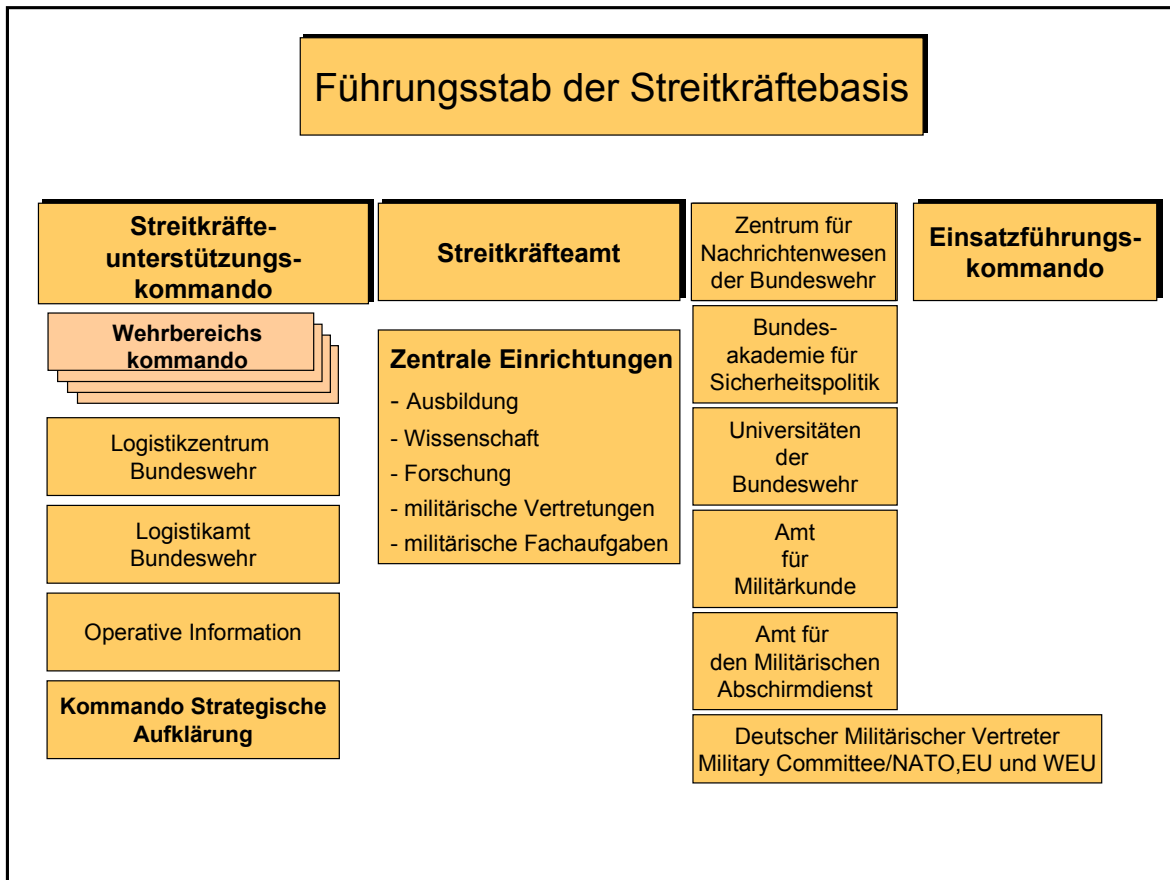 Führungsstab der Streitkräftebasis
Streitkräfte-
unterstützungs-
kommando
Wehrbereichs
kommando
Logistikzentrum
Bundeswehr
Logistikamt
Bundeswehr
Operative Information
Kommando Strategische
Aufklärung
Streitkräfteamt
Zentrale Einrichtungen
- Ausbildung
- Wissenschaft
- Forschung
- militärische Vertretungen
- militärische Fachaufgaben
Zentrum für
Nachrichtenwesen
der Bundeswehr
Bundes-
akademie für
Sicherheitspolitik
Universitäten
der
Bundeswehr
Amt
für
Militärkunde
Amt für
den Militärischen
Abschirmdienst
Deutscher Militärischer Vertreter
Military Committee/NATO,EU und WEU
Einsatzführungs-
kommando